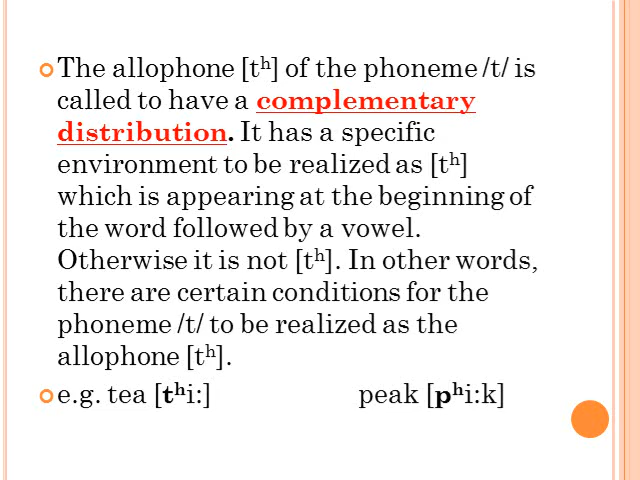 The allophone [tʰ] of the phoneme /t/ is
called to have a complementary
distribution. It has a specific
environment to be realized as [tʰ]
which is appearing at the beginning of
the word followed by a vowel.
Otherwise it is not [tʰ]. In other words,
there are certain conditions for the
phoneme /t/ to be realized as the
allophone [tʰ].
e.g. tea [tʰi:] peak [pʰi:k]